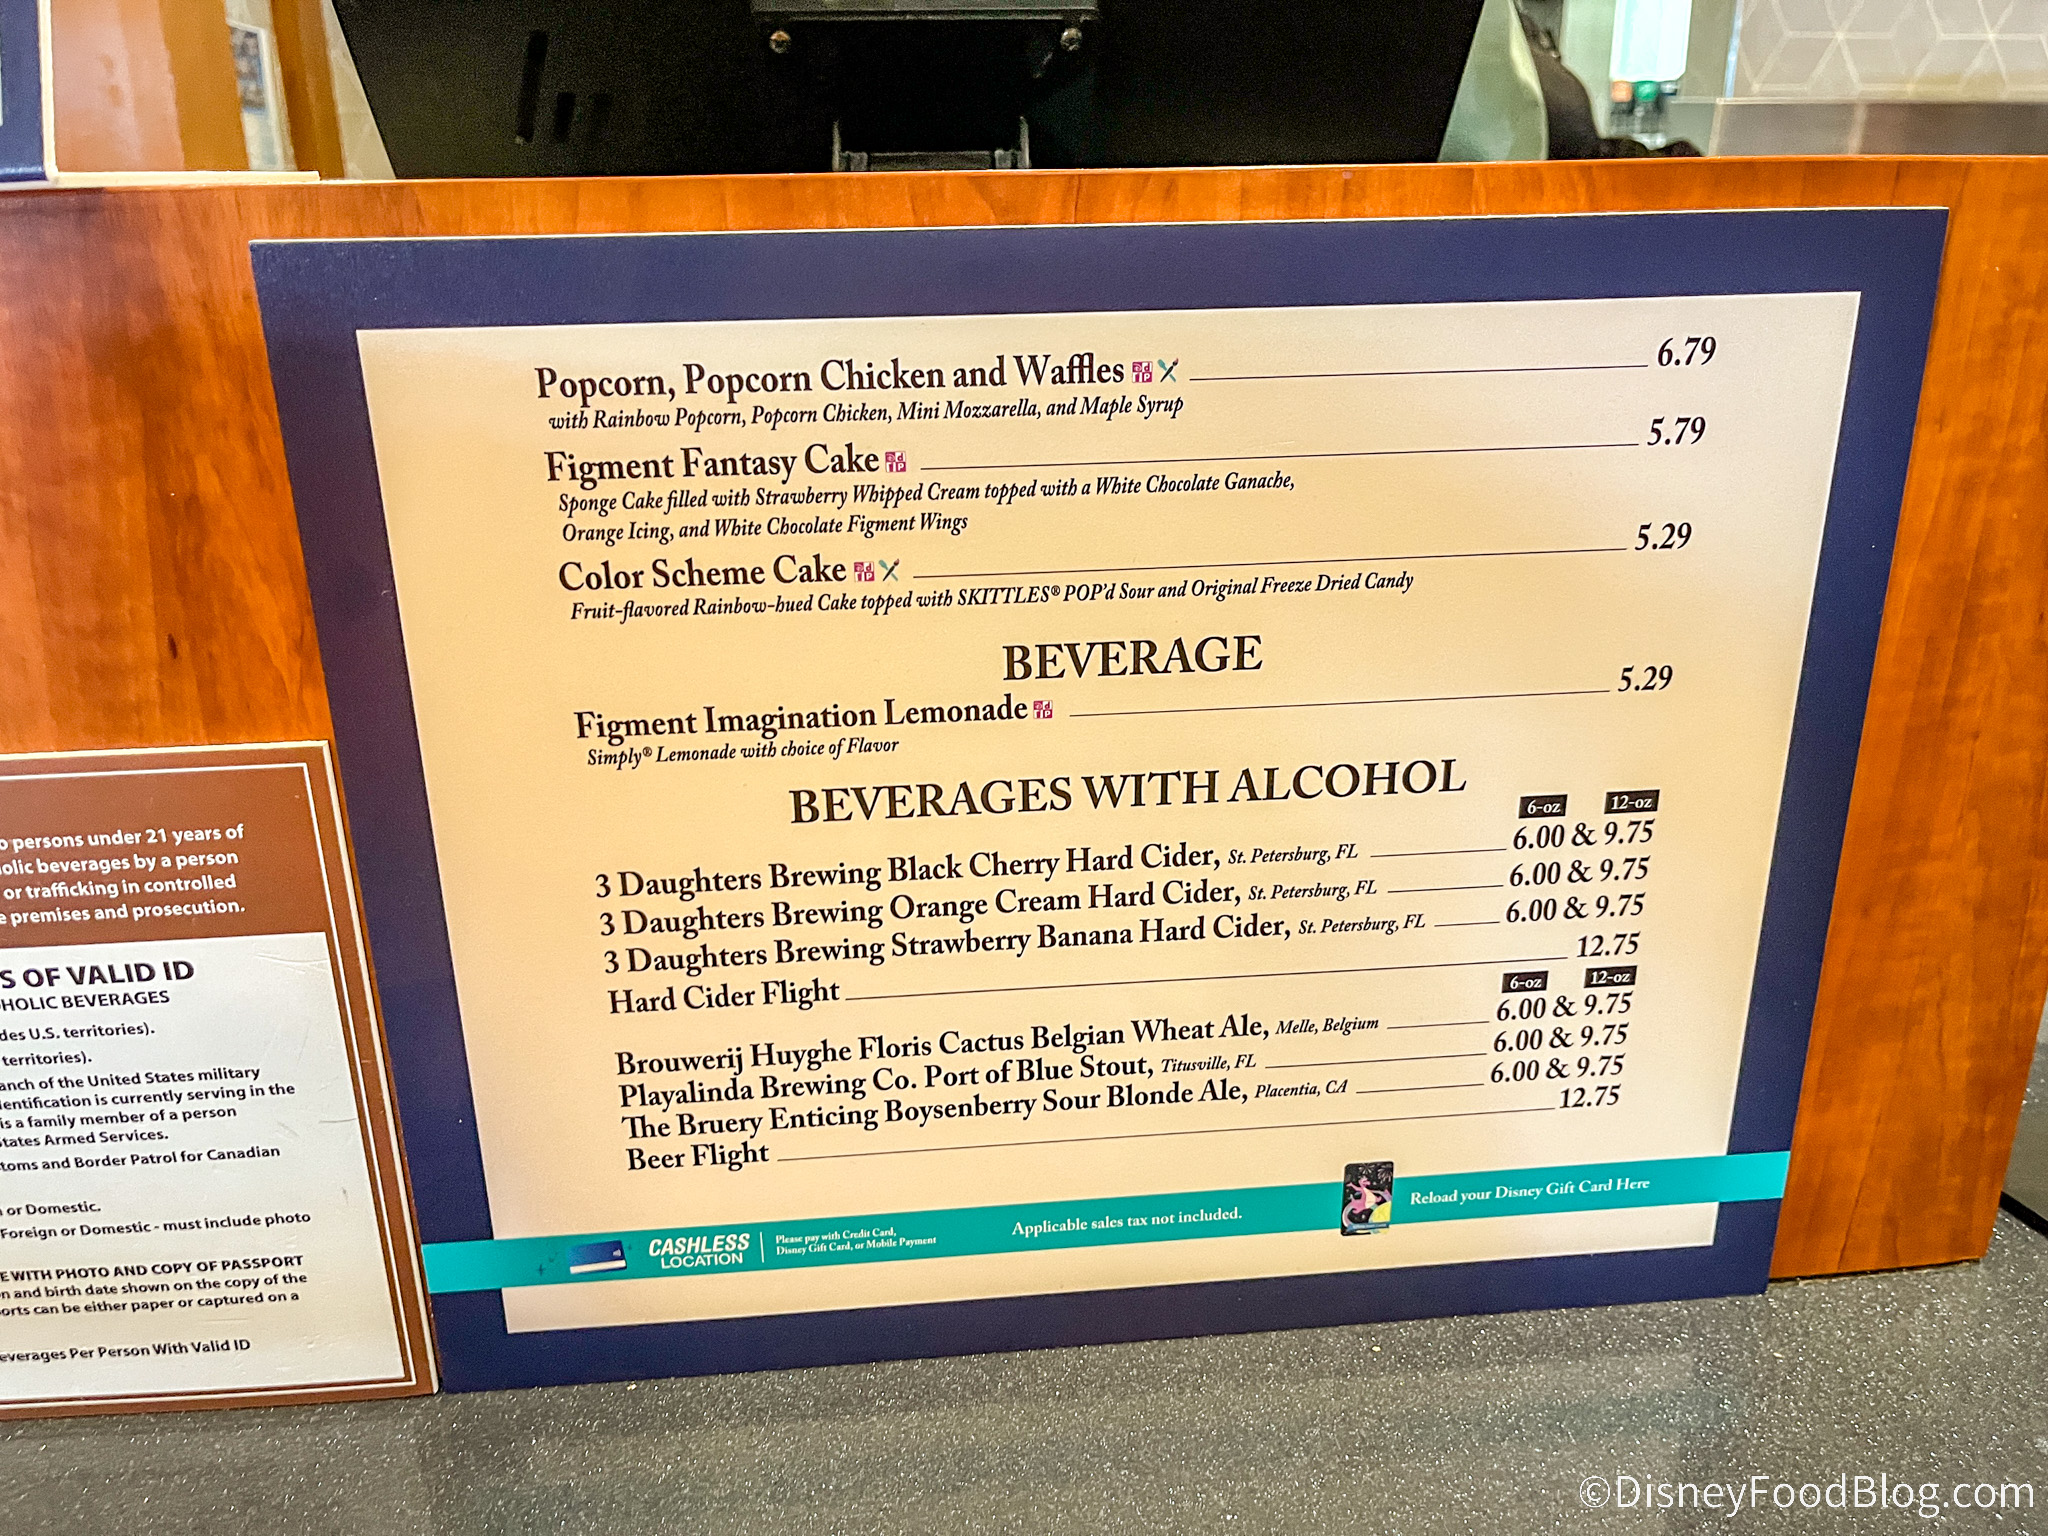 Popcorn, Popcorn Chicken and Waffles 6.79
with Rainbow Popcorn, Popcorn Chicken, Mini Mozzarella, and Maple Syrup
Figment Fantasy Cake 5.79
Sponge Cake filled with Strawberry Whipped Cream topped with a White Chocolate Ganache,
Orange Icing, and White Chocolate Figment Wings
Color Scheme Cake 5.29
Fruit-flavored Rainbow-hued Cake topped with SKITTLES® POP'd Sour and Original Freeze Dried Candy
BEVERAGE
Figment Imagination Lemonade 5.29
Simply® Lemonade with choice of Flavor
BEVERAGES WITH ALCOHOL
6-oz 12-oz
3 Daughters Brewing Black Cherry Hard Cider, St. Petersburg, FL 6.00 & 9.75
3 Daughters Brewing Orange Cream Hard Cider, St. Petersburg, FL 6.00 & 9.75
3 Daughters Brewing Strawberry Banana Hard Cider, St. Petersburg, FL 6.00 & 9.75
Hard Cider Flight 12.75
6-oz 12-oz
Brouwerij Huyghe Floris Cactus Belgian Wheat Ale, Melle, Belgium 6.00 & 9.75
Playalinda Brewing Co. Port of Blue Stout, Titusville, FL 6.00 & 9.75
The Bruery Enticing Boysenberry Sour Blonde Ale, Placentia, CA 6.00 & 9.75
Beer Flight 12.75
CASHLESS
LOCATION
Please pay with Credit Card,
Disney Gift Card, or Mobile Payment
Applicable sales tax not included.
Reload your Disney Gift Card Here
persons under 21 years of
holic beverages by a person
or trafficking in controlled
e premises and prosecution.
S OF VALID ID
HOLIC BEVERAGES
des U.S. territories).
territories).
anch of the United States military
entification is currently serving in the
is a family member of a person
States Armed Services.
toms and Border Patrol for Canadian
or Domestic.
Foreign or Domestic - must include photo
E WITH PHOTO AND COPY OF PASSPORT
n and birth date shown on the copy of the
orts can be either paper or captured on a
everages Per Person With Valid ID
©DisneyFoodBlog.com